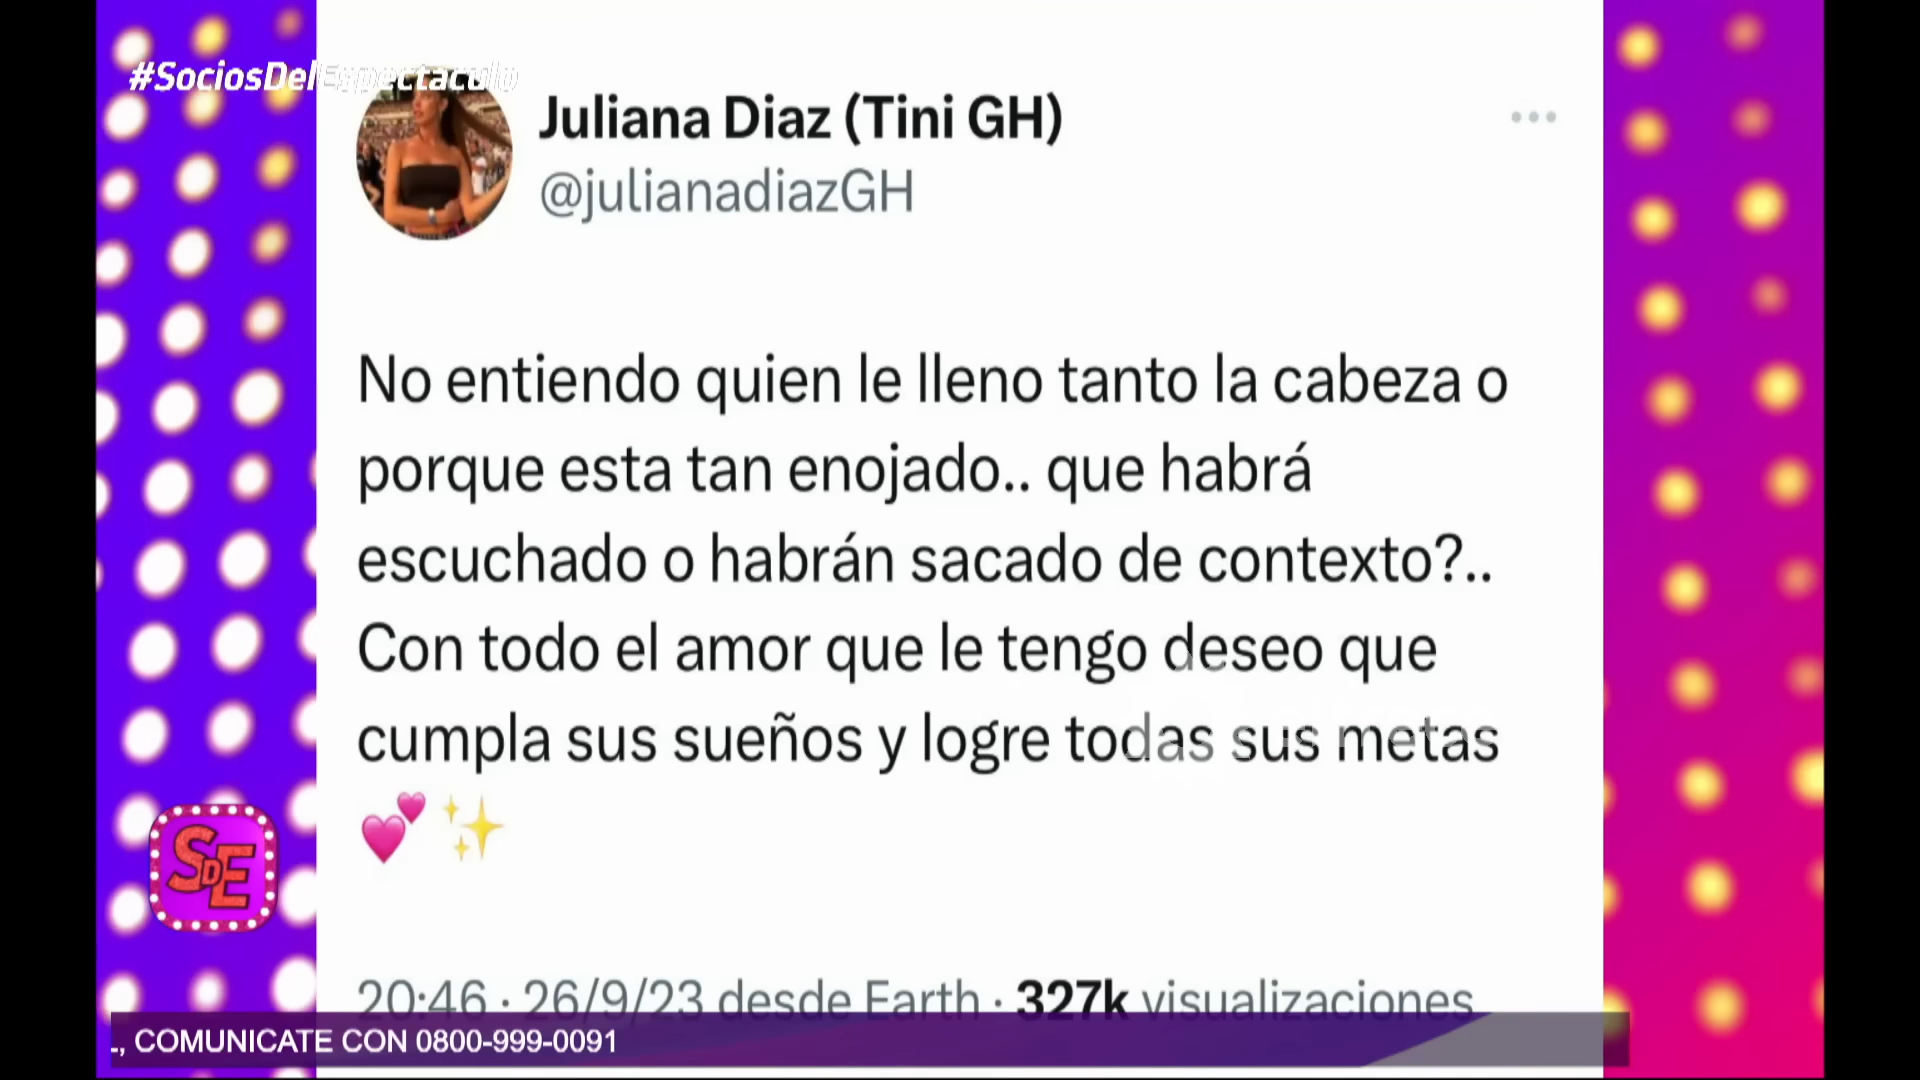 #SociosDelEspectaculo
Juliana Diaz (Tini GH)
@julianadiazGH
No entiendo quien le lleno tanto la cabeza o
porque esta tan enojado.. que habrá
escuchado o habrán sacado de contexto?..
Con todo el amor que le tengo deseo que
cumpla sus sueños y logre todas sus metas
💕✨
SDE
20:46 · 26/9/23 desde Earth · 327k visualizaciones
., COMUNICATE CON 0800-999-0091